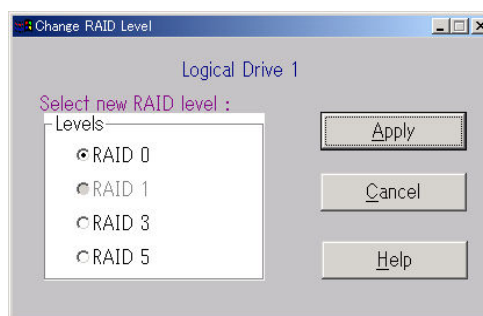 Change RAID Level
Logical Drive 1
Select new RAID level :
Levels
RAID 0
RAID 1
RAID 3
RAID 5
Apply
Cancel
Help